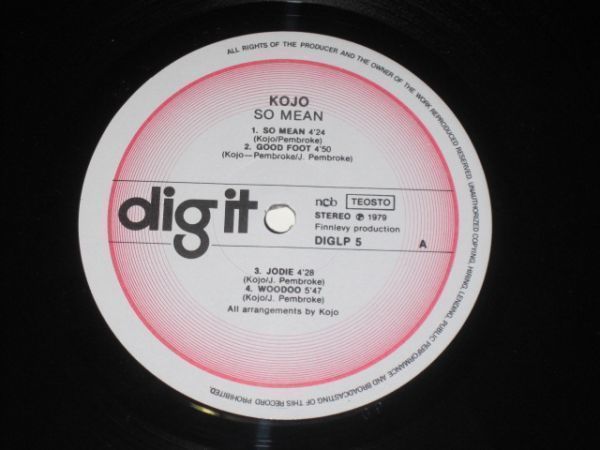 ALL RIGHTS OF THE PRODUCER AND THE OWNER OF THE WORK REPRODUCED RESERVED. UNAUTHORIZED COPYING, HIRING, LENDING, PUBLIC PERFORMANCE AND BROADCASTING OF THIS RECORD PROHIBITED.
KOJO
SO MEAN
1. SO MEAN 4'24
(Kojo/Pembroke)
2. GOOD FOOT 4'50
(Kojo—Pembroke/J. Pembroke)
dig it
ncb TEOSTO
STEREO ℗ 1979
Finnlevy production
DIGLP 5 A
3. JODIE 4'28
(Kojo/J. Pembroke)
4. WOODOO 5'47
(Kojo/J. Pembroke)
All arrangements by Kojo